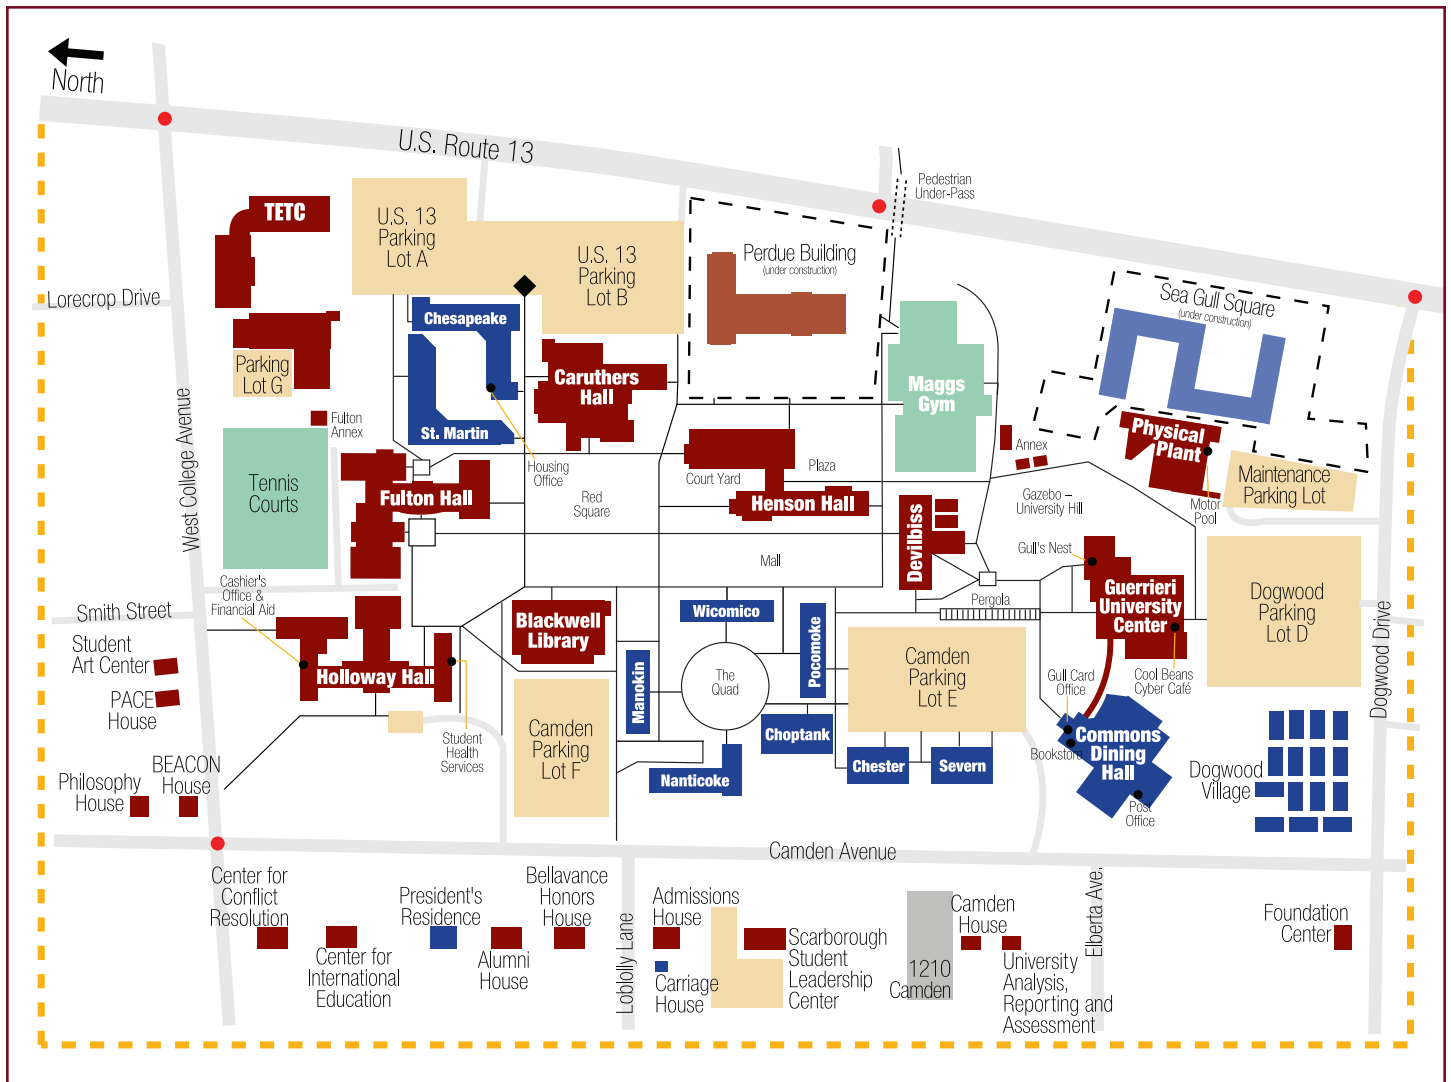 North
U.S. Route 13
Pedestrian
Under-Pass
TETC
U.S. 13
Parking
Lot A
U.S. 13
Parking
Lot B
Perdue Building
(under construction)
Sea Gull Square
(under construction)
Lorecrop Drive
Chesapeake
Parking
Lot G
Caruthers
Hall
Maggs
Gym
Fulton
Annex
St. Martin
Physical
Plant
Annex
West College Avenue
Housing
Office
Court Yard
Plaza
Maintenance
Parking Lot
Tennis
Courts
Fulton Hall
Red
Square
Henson Hall
Gazebo –
University Hill
Motor
Pool
Devilbiss
Gull's Nest
Mall
Cashier's
Office &
Financial Aid
Guerrieri
University
Center
Dogwood
Parking
Lot D
Pergola
Smith Street
Wicomico
Blackwell
Library
Pocomoke
Student
Art Center
Holloway Hall
Manokin
The
Quad
Camden
Parking
Lot E
Gull Card
Office
Cool Beans
Cyber Café
Dogwood Drive
PACE
House
Camden
Parking
Lot F
Choptank
Student
Health
Services
Commons
Dining
Hall
Bookstore
BEACON
House
Philosophy
House
Nanticoke
Chester
Severn
Dogwood
Village
Post
Office
Camden Avenue
Center for
Conflict
Resolution
President's
Residence
Bellavance
Honors
House
Admissions
House
Camden
House
Elberta Ave.
Foundation
Center
Loblolly Lane
Scarborough
Student
Leadership
Center
Center for
International
Education
Alumni
House
Carriage
House
1210
Camden
University
Analysis,
Reporting and
Assessment